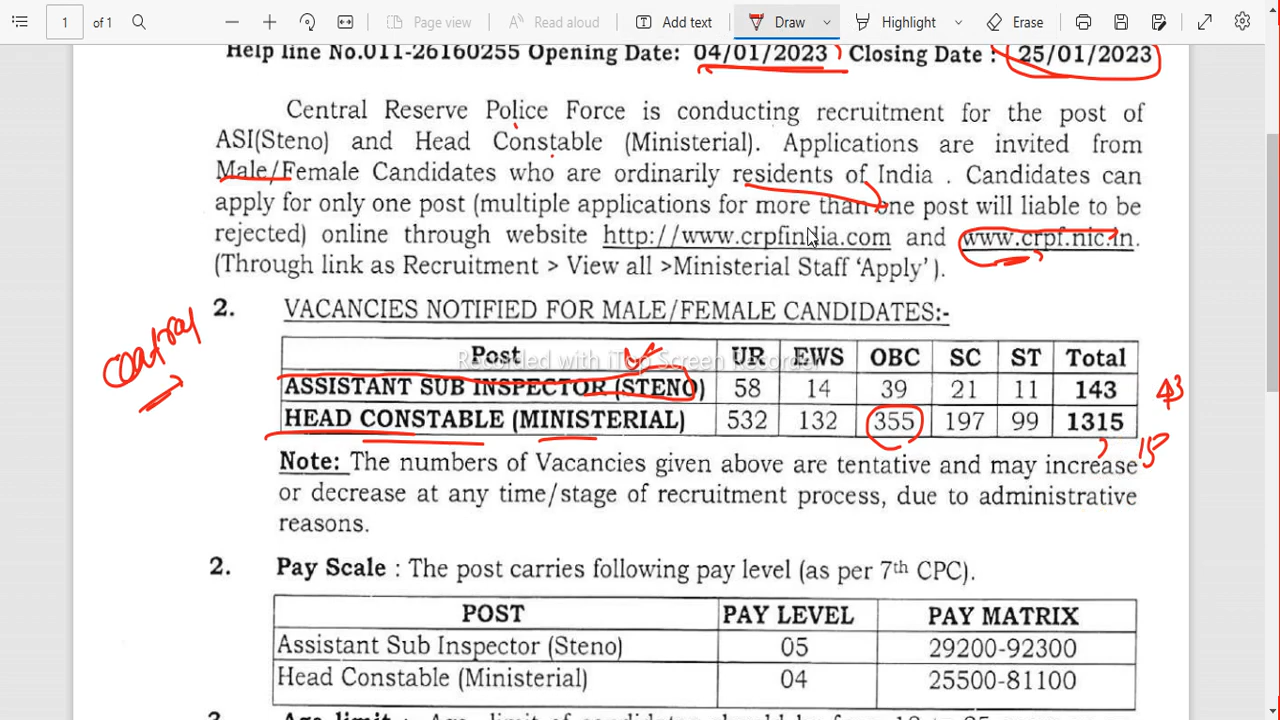 1 of 1 Page view Read aloud Add text Draw Highlight Erase
Help line No.011-26160255 Opening Date: 04/01/2023 Closing Date : 25/01/2023
Central Reserve Police Force is conducting recruitment for the post of
ASI(Steno) and Head Constable (Ministerial). Applications are invited from
Male/Female Candidates who are ordinarily residents of India . Candidates can
apply for only one post (multiple applications for more than one post will liable to be
rejected) online through website http://www.crpfindia.com and www.crpf.nic.in.
(Through link as Recruitment > View all >Ministerial Staff 'Apply' ).
2. VACANCIES NOTIFIED FOR MALE/FEMALE CANDIDATES:-
Central
Post UR EWS OBC SC ST Total
Recorded with iTop Screen Recorder
ASSISTANT SUB INSPECTOR (STENO) 58 14 39 21 11 143
43
HEAD CONSTABLE (MINISTERIAL) 532 132 355 197 99 1315
15
Note: The numbers of Vacancies given above are tentative and may increase
or decrease at any time/stage of recruitment process, due to administrative
reasons.
2. Pay Scale : The post carries following pay level (as per 7th CPC).
POST PAY LEVEL PAY MATRIX
Assistant Sub Inspector (Steno) 05 29200-92300
Head Constable (Ministerial) 04 25500-81100